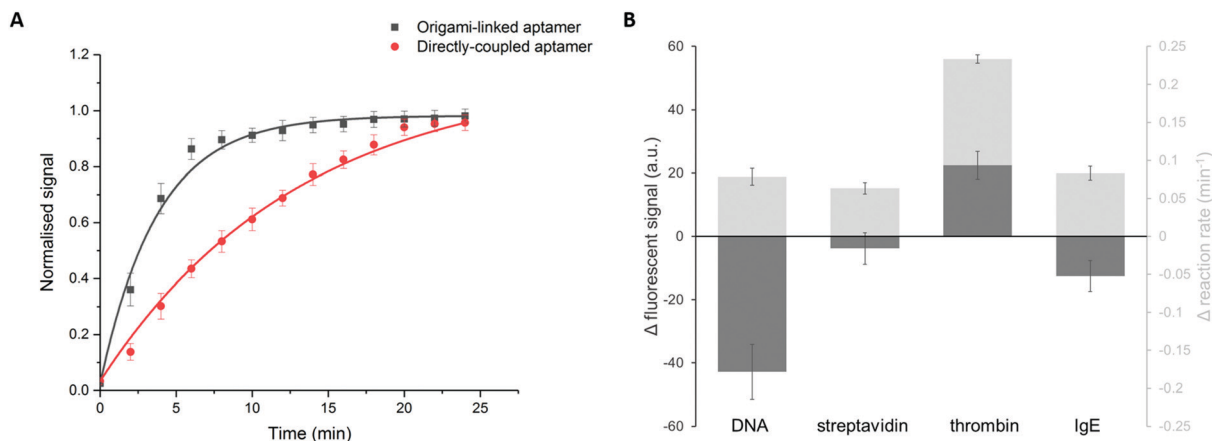 A
Origami-linked aptamer
Directly-coupled aptamer
1.2
1.0
0.8
0.6
0.4
0.2
0.0
0
5
10
15
20
25
Normalised signal
Time (min)
B
60
40
20
0
-20
-40
-60
Δ fluorescent signal (a.u.)
DNA
streptavidin
thrombin
IgE
0.25
0.2
0.15
0.1
0.05
0
-0.05
-0.1
-0.15
-0.2
-0.25
Δ reaction rate (min⁻¹)